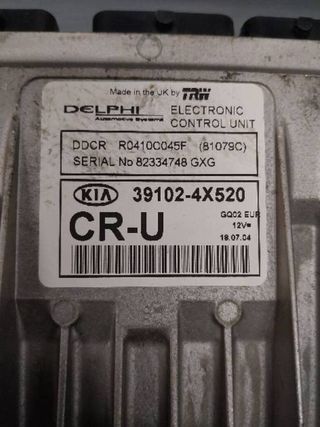 Made in the UK by TRW
DELPHI ELECTRONIC
Automotive Systems CONTROL UNIT
DDCR R0410C045F (81079C)
SERIAL No 82334748 GXG
KIA 39102-4X520
CR-U GQ02 EUR
12V=
18.07.04